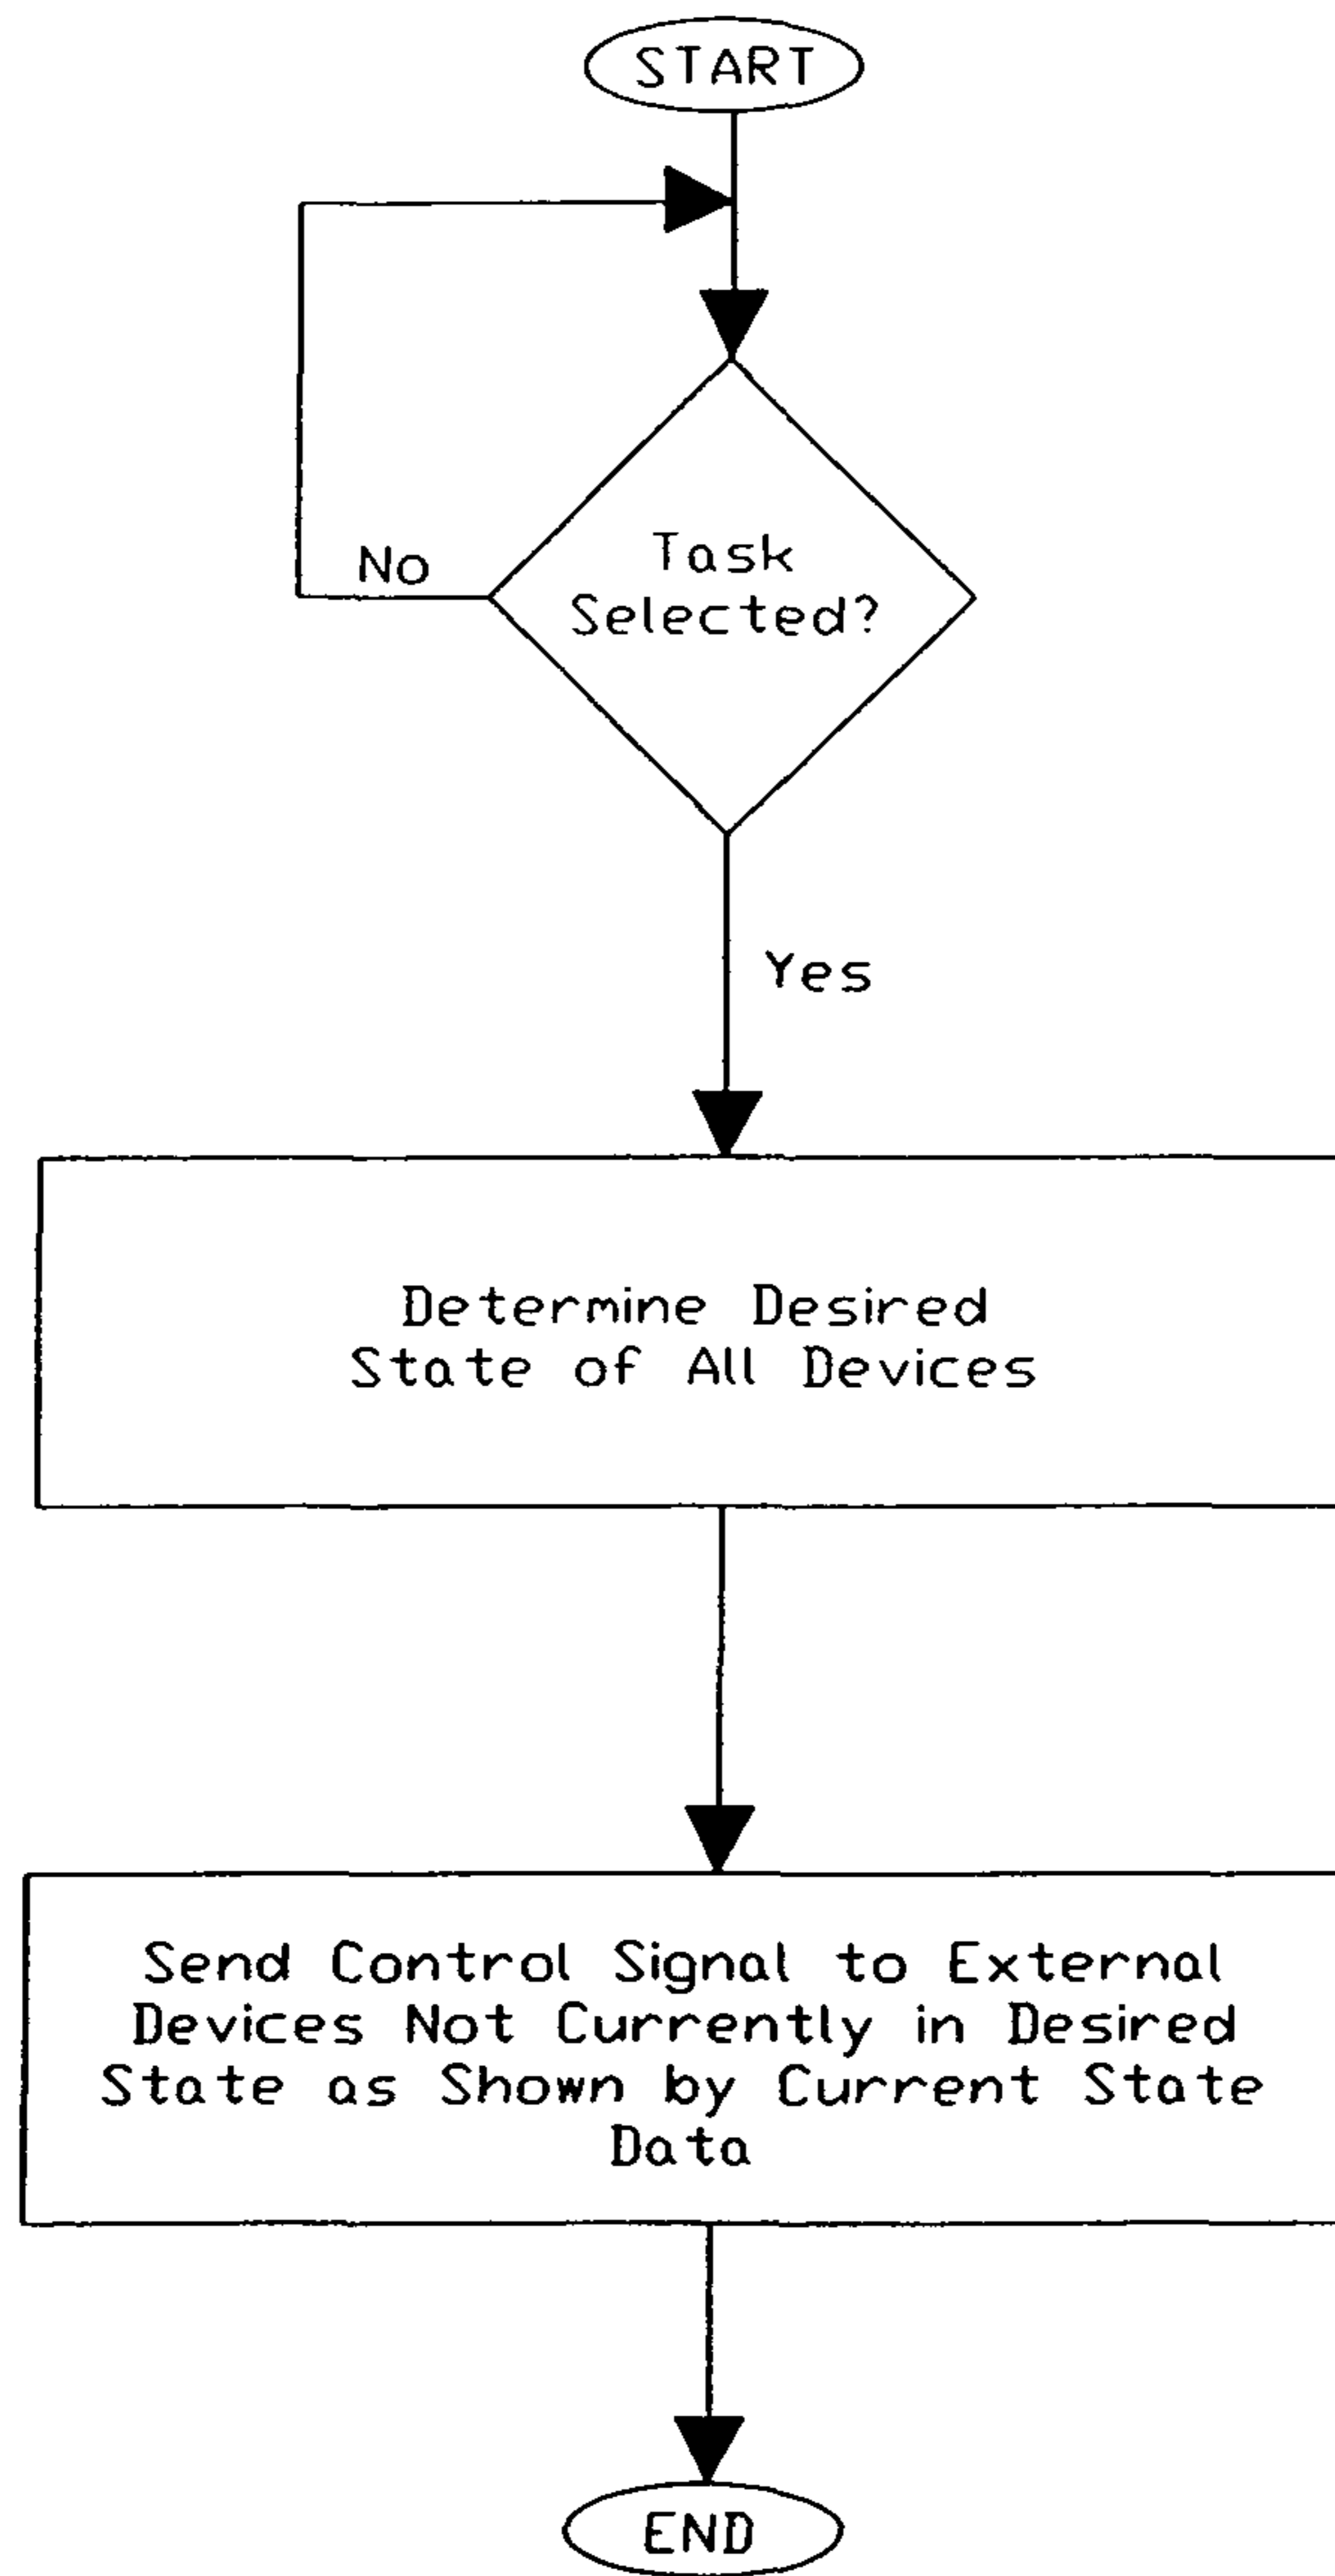 START
No
Task
Selected?
Yes
Determine Desired
State of All Devices
Send Control Signal to External
Devices Not Currently in Desired
State as Shown by Current State
Data
END